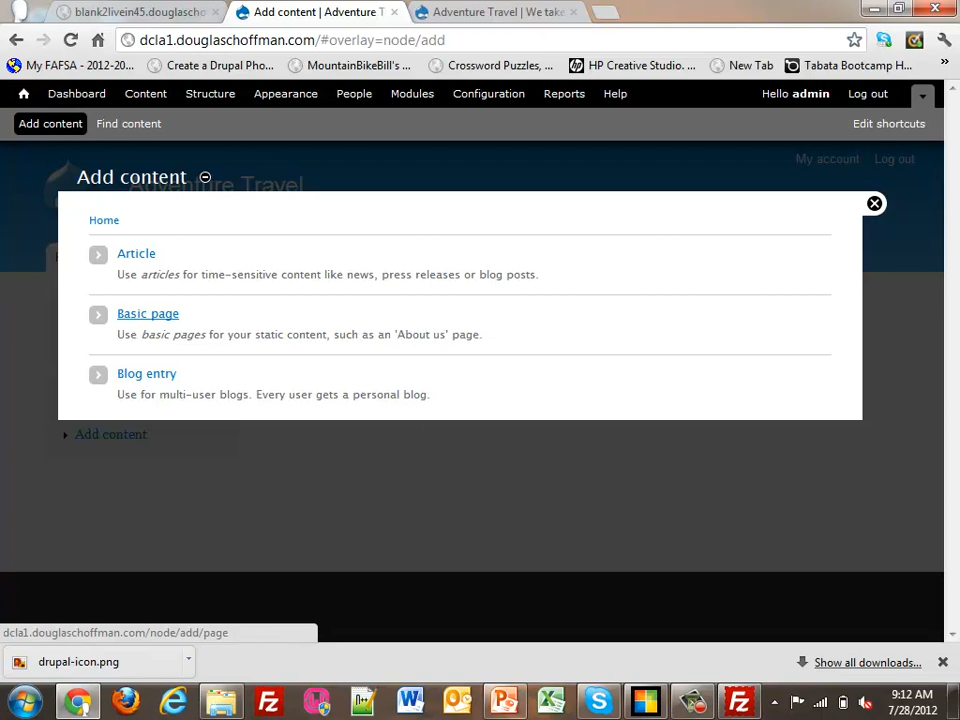 blank2livein45.douglascho
Add content | Adventure T
Adventure Travel | We take
dcla1.douglaschoffman.com/#overlay=node/add
My FAFSA - 2012-20...
Create a Drupal Pho...
MountainBikeBill's ...
Crossword Puzzles, ...
HP Creative Studio. ...
New Tab
Tabata Bootcamp H...
»
Dashboard Content Structure Appearance People Modules Configuration Reports Help
Hello admin Log out
Add content Find content
Edit shortcuts
My account Log out
Adventure Travel
Add content
Home
Article
Use articles for time-sensitive content like news, press releases or blog posts.
Basic page
Use basic pages for your static content, such as an 'About us' page.
Blog entry
Use for multi-user blogs. Every user gets a personal blog.
Add content
dcla1.douglaschoffman.com/node/add/page
drupal-icon.png
Show all downloads...
9:12 AM
7/28/2012